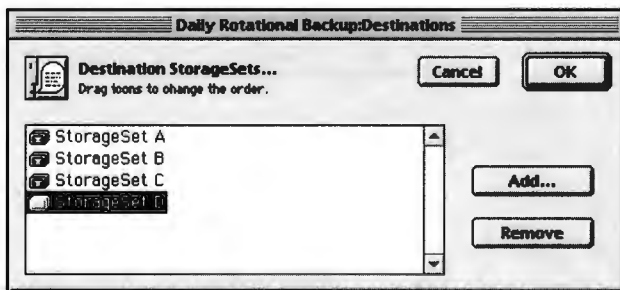 Daily Rotational Backup:Destinations
Destination StorageSets...
Drag icons to change the order.
Cancel
OK
StorageSet A
StorageSet B
StorageSet C
StorageSet D
Add...
Remove